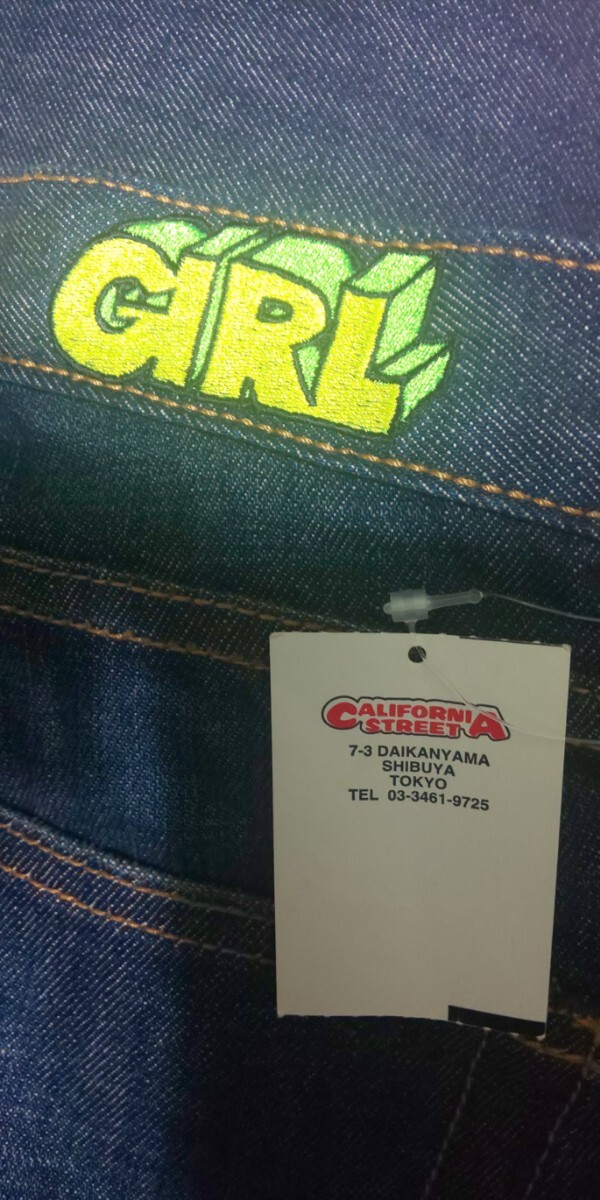 GIRL
CALIFORNIA
STREET
7-3 DAIKANYAMA
SHIBUYA
TOKYO
TEL 03-3461-9725